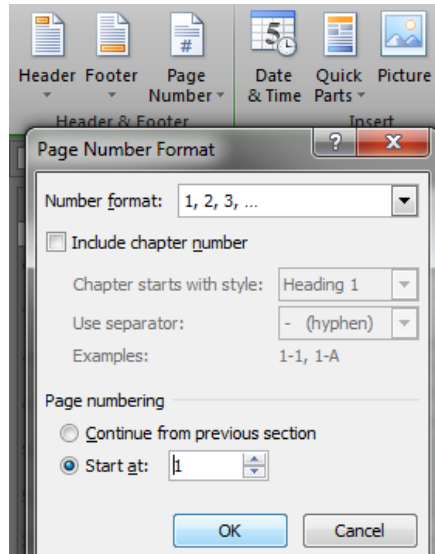 Header Footer Page Number Date & Time Quick Parts Picture
Header & Footer Insert
Page Number Format
Number format: 1, 2, 3, ...
Include chapter number
Chapter starts with style: Heading 1
Use separator: - (hyphen)
Examples: 1-1, 1-A
Page numbering
Continue from previous section
Start at: 1
OK Cancel